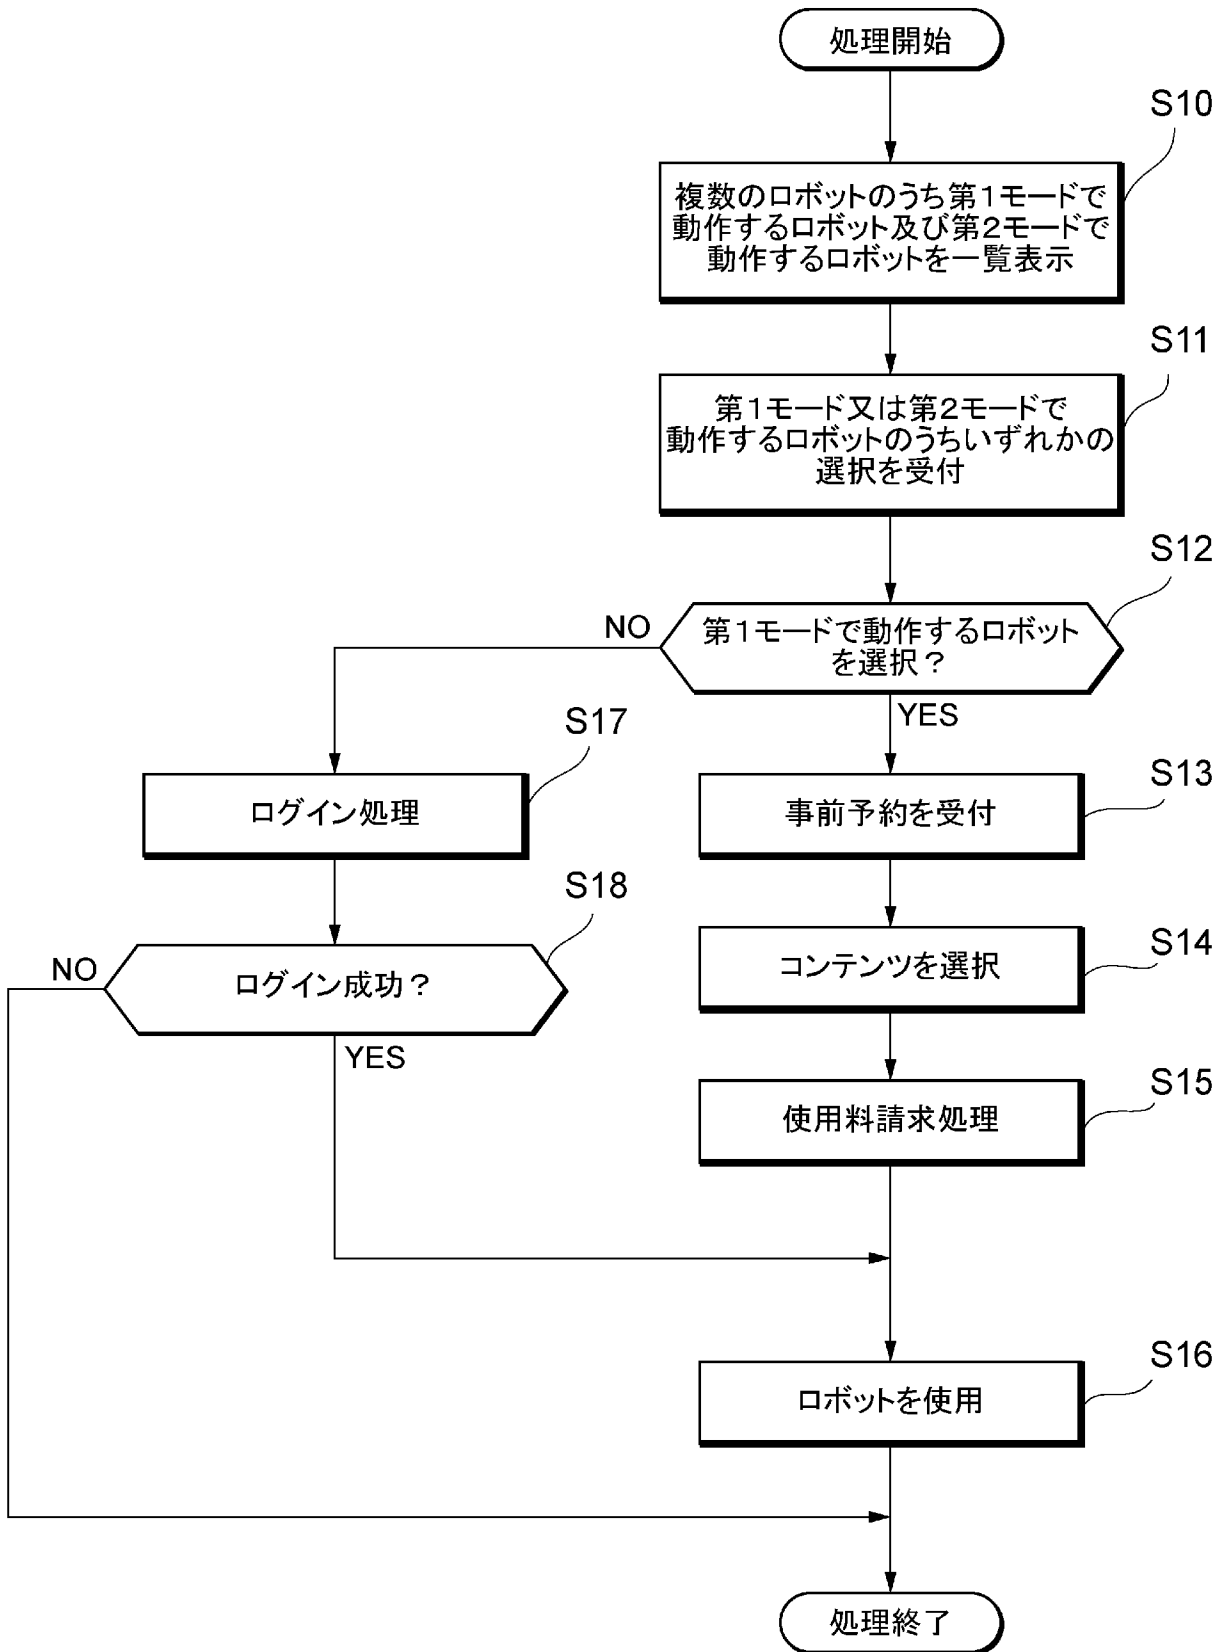 処理開始
S10
複数のロボットのうち第1モードで
動作するロボット及び第2モードで
動作するロボットを一覧表示
S11
第1モード又は第2モードで
動作するロボットのうちいずれかの
選択を受付
S12
NO
第1モードで動作するロボット
を選択？
YES
S17
S13
ログイン処理
事前予約を受付
S18
S14
NO
ログイン成功？
コンテンツを選択
YES
S15
使用料請求処理
S16
ロボットを使用
処理終了